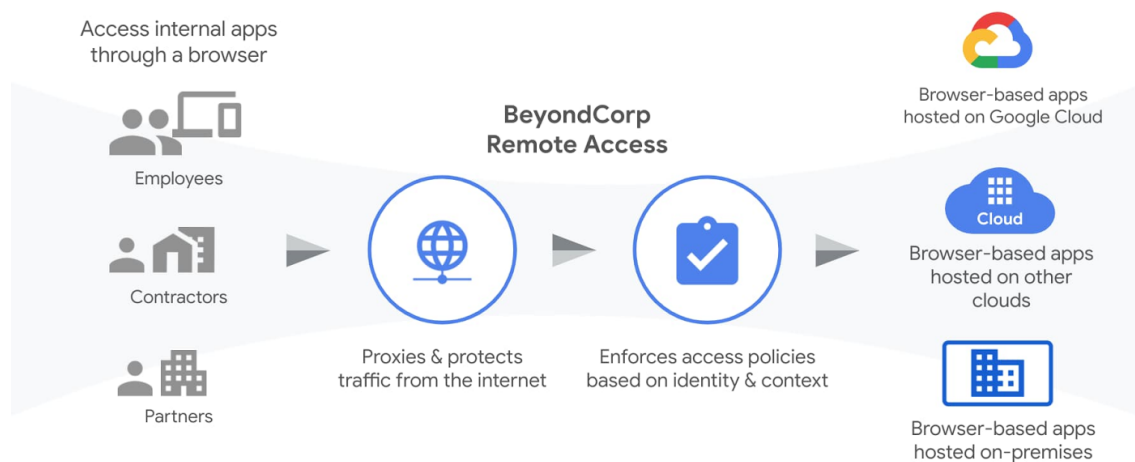 Access internal apps
through a browser
Employees
Contractors
Partners
BeyondCorp
Remote Access
Proxies & protects
traffic from the internet
Enforces access policies
based on identity & context
Browser-based apps
hosted on Google Cloud
Cloud
Browser-based apps
hosted on other
clouds
Browser-based apps
hosted on-premises